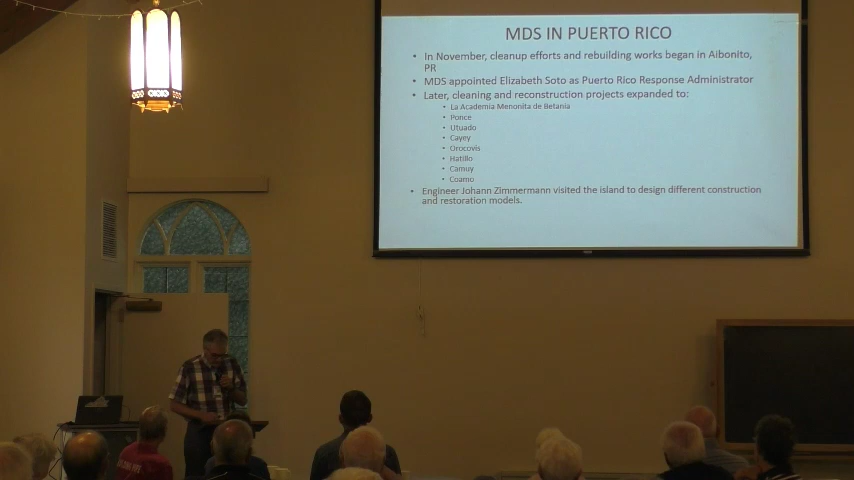 MDS IN PUERTO RICO
• In November, cleanup efforts and rebuilding works began in Aibonito,
PR
• MDS appointed Elizabeth Soto as Puerto Rico Response Administrator
• Later, cleaning and reconstruction projects expanded to:
• La Academia Menonita de Betania
• Ponce
• Utuado
• Cayey
• Orocovis
• Hatillo
• Camuy
• Coamo
• Engineer Johann Zimmermann visited the island to design different construction
and restoration models.